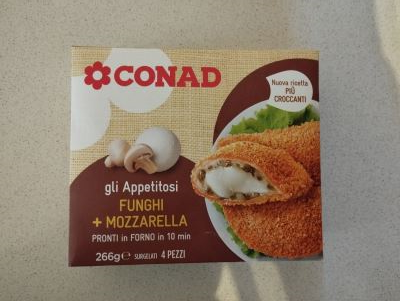 CONAD
Nuova ricetta
PIÙ
CROCCANTI
gli Appetitosi
FUNGHI
+ MOZZARELLA
PRONTI in FORNO in 10 min
266g℮ SURGELATI 4 PEZZI